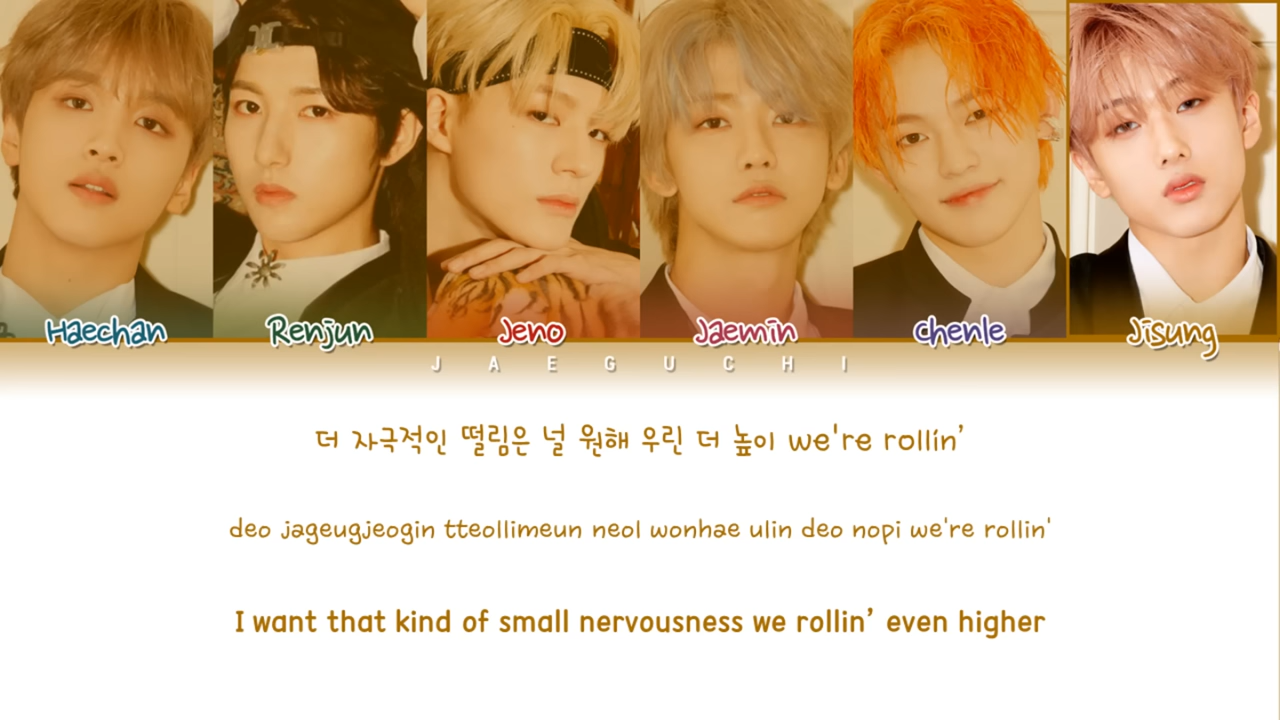 Haechan Renjun Jeno Jaemin Chenle Jisung
J A E G U C H I
더 자극적인 떨림은 널 원해 우린 더 높이 we're rollin’
deo jageugjeogin tteollimeun neol wonhae ulin deo nopi we're rollin'
I want that kind of small nervousness we rollin’ even higher